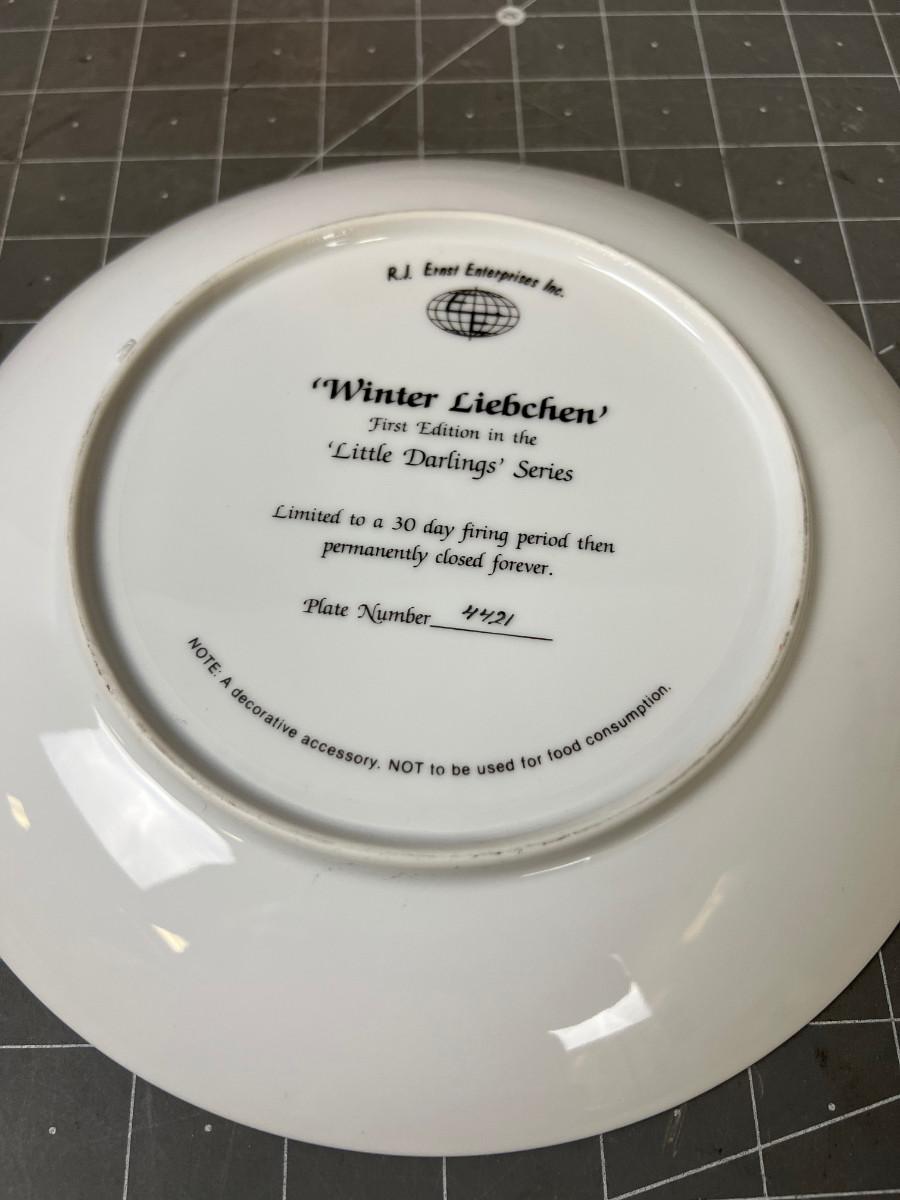 R.J. Ernst Enterprises Inc.
EE
'Winter Liebchen'
First Edition in the
'Little Darlings' Series
Limited to a 30 day firing period then
permanently closed forever.
Plate Number 4421
NOTE: A decorative accessory. NOT to be used for food consumption.